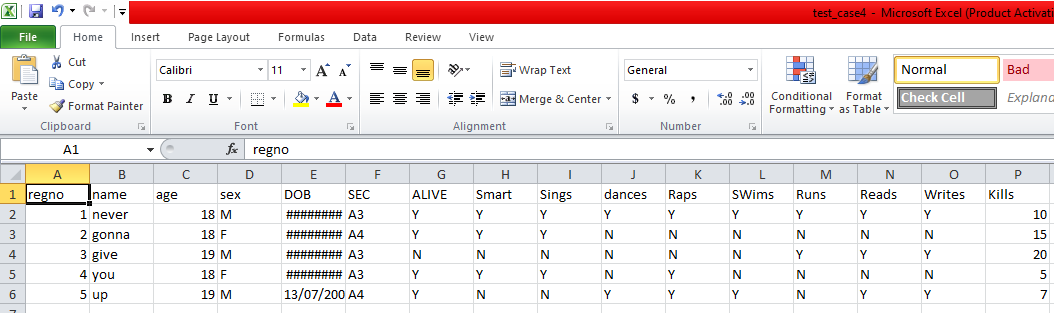 test_case4 - Microsoft Excel (Product Activati
File Home Insert Page Layout Formulas Data Review View
Cut
Copy
Format Painter
Paste
Clipboard
Calibri 11 A A
B I U A
Font
Wrap Text
Merge & Center
Alignment
General
$ % , .00 .0
Number
Conditional Formatting
Format as Table
Normal Bad
Check Cell Explana
A1 fx regno
A B C D E F G H I J K L M N O P
1 regno name age sex DOB SEC ALIVE Smart Sings dances Raps SWims Runs Reads Writes Kills
2 1 never 18 M ######## A3 Y Y Y Y Y Y Y Y Y 10
3 2 gonna 18 F ######## A4 Y Y Y N N N N N N 15
4 3 give 19 M ######## A3 N N N N N N Y Y Y 20
5 4 you 18 F ######## A3 Y Y Y N Y N N N N 5
6 5 up 19 M 13/07/200 A4 Y N N Y Y Y N Y Y 7